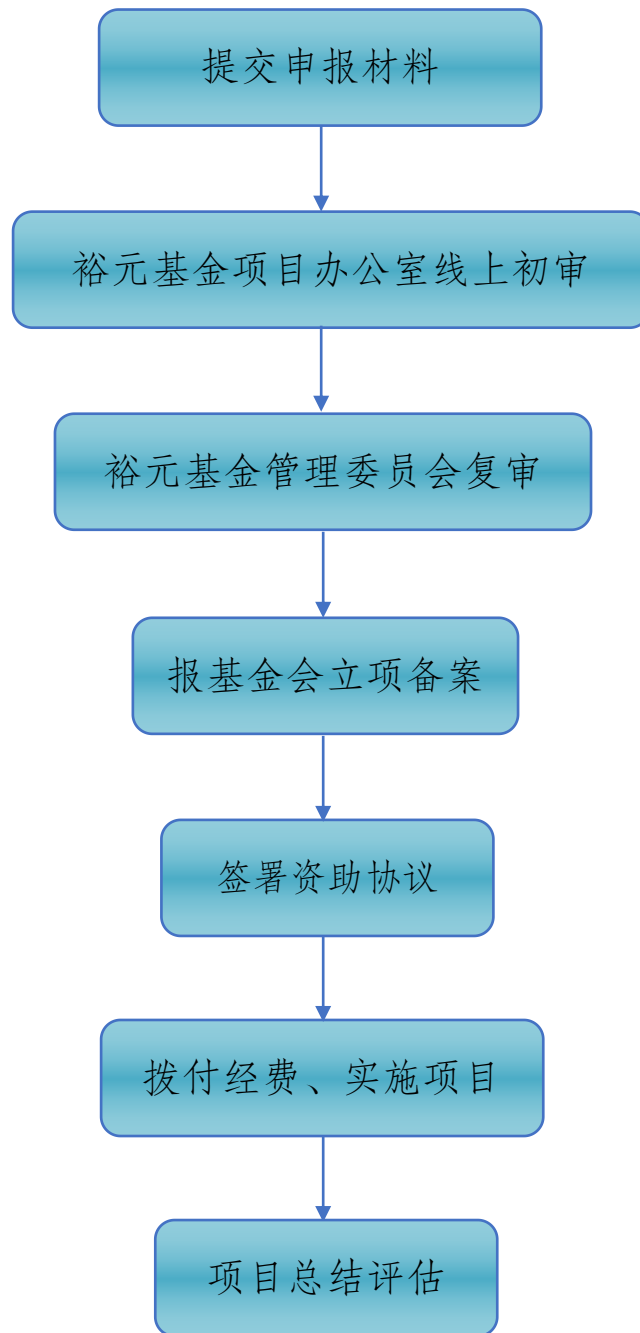 提交申报材料
裕元基金项目办公室线上初审
裕元基金管理委员会复审
报基金会立项备案
签署资助协议
拨付经费、实施项目
项目总结评估